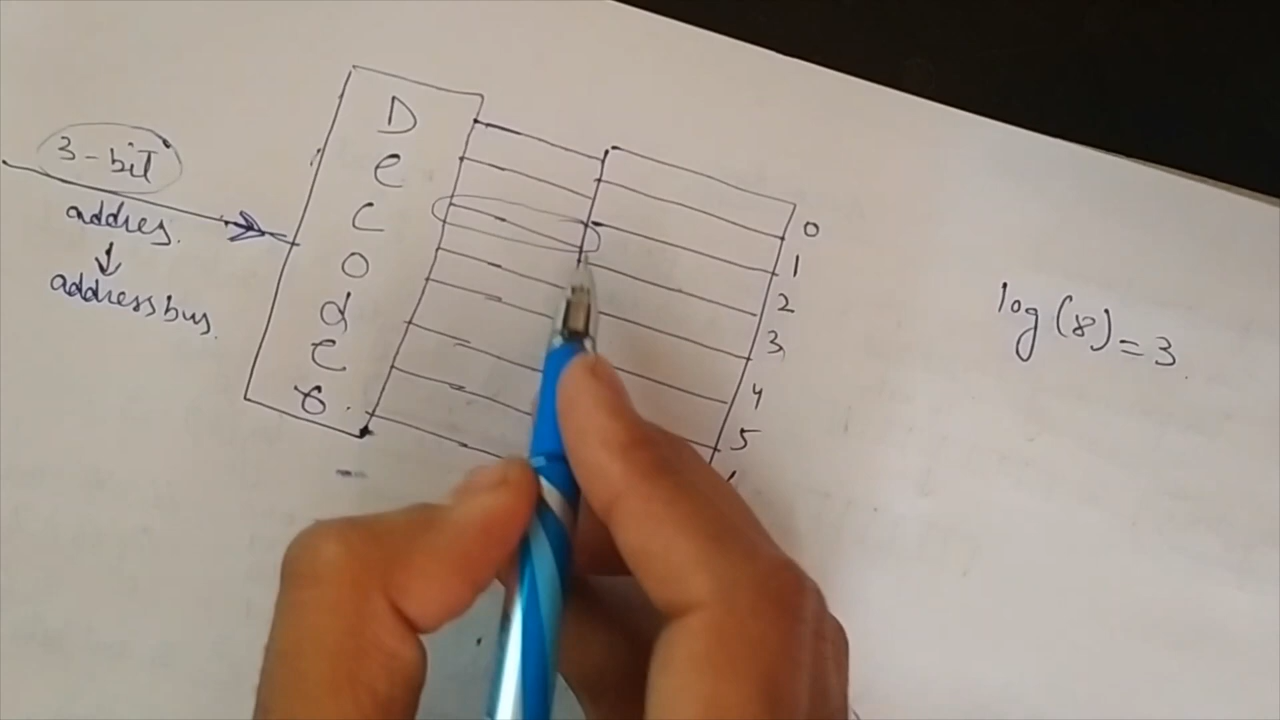 3-bit
addres.
↓
addressbus.
D
e
c
o
d
e
r.
0
1
2
3
4
5
log(8)=3.